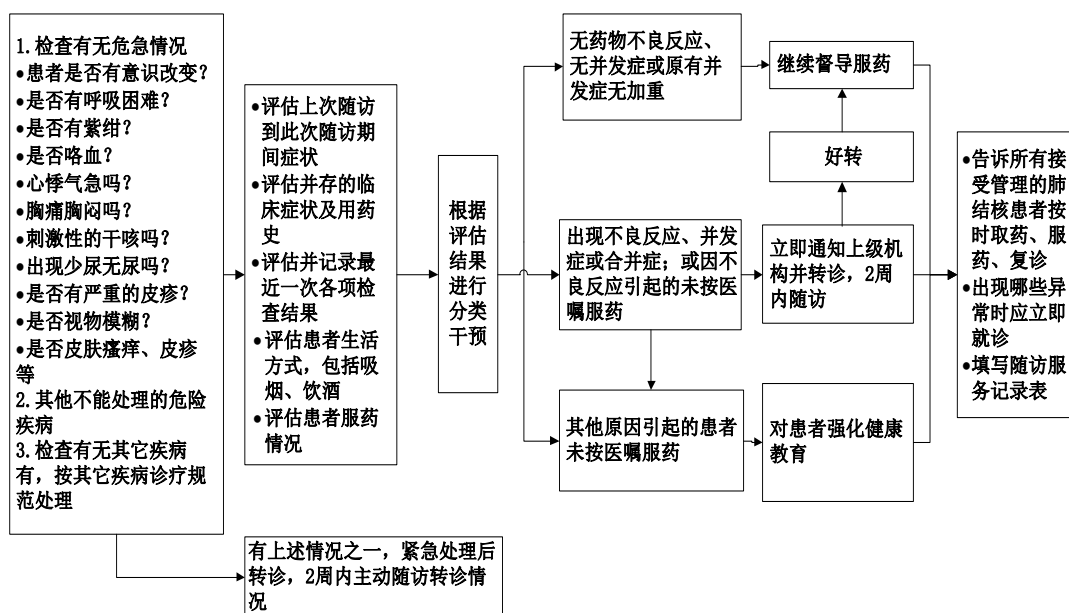 1.检查有无危急情况
•患者是否有意识改变？
•是否有呼吸困难？
•是否有紫绀？
•是否咯血？
•心悸气急吗？
•胸痛胸闷吗？
•刺激性的干咳吗？
•出现少尿无尿吗？
•是否有严重的皮疹？
•是否视物模糊？
•是否皮肤瘙痒、皮疹
等
2.其他不能处理的危险
疾病
3.检查有无其它疾病
有，按其它疾病诊疗规
范处理
•评估上次随访
到此次随访期
间症状
•评估并存的临
床症状及用药
史
•评估并记录最
近一次各项检
查结果
•评估患者生活
方式，包括吸
烟、饮酒
•评估患者服药
情况
根据
评估
结果
进行
分类
干预
无药物不良反应、
无并发症或原有并
发症无加重
继续督导服药
好转
出现不良反应、并发
症或合并症；或因不
良反应引起的未按医
嘱服药
立即通知上级机
构并转诊，2周
内随访
其他原因引起的患者
未按医嘱服药
对患者强化健康
教育
•告诉所有接
受管理的肺
结核患者按
时取药、服
药、复诊
•出现哪些异
常时应立即
就诊
•填写随访服
务记录表
有上述情况之一，紧急处理后
转诊，2周内主动随访转诊情
况